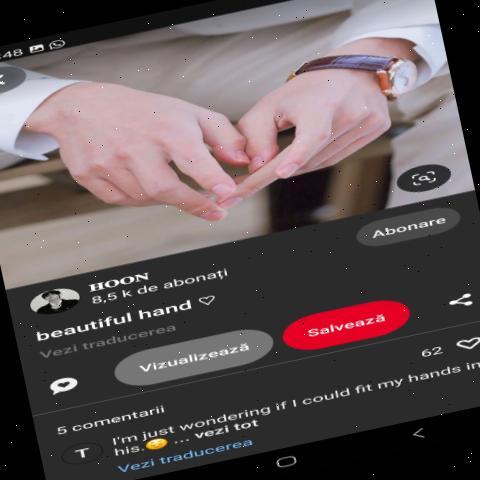 :48
HOON
8,5 k de abonați
Abonare
beautiful hand ♡
Vezi traducerea
Vizualizează
Salvează
5 comentarii
62
T
I'm just wondering if I could fit my hands in
his.😏 ... vezi tot
Vezi traducerea